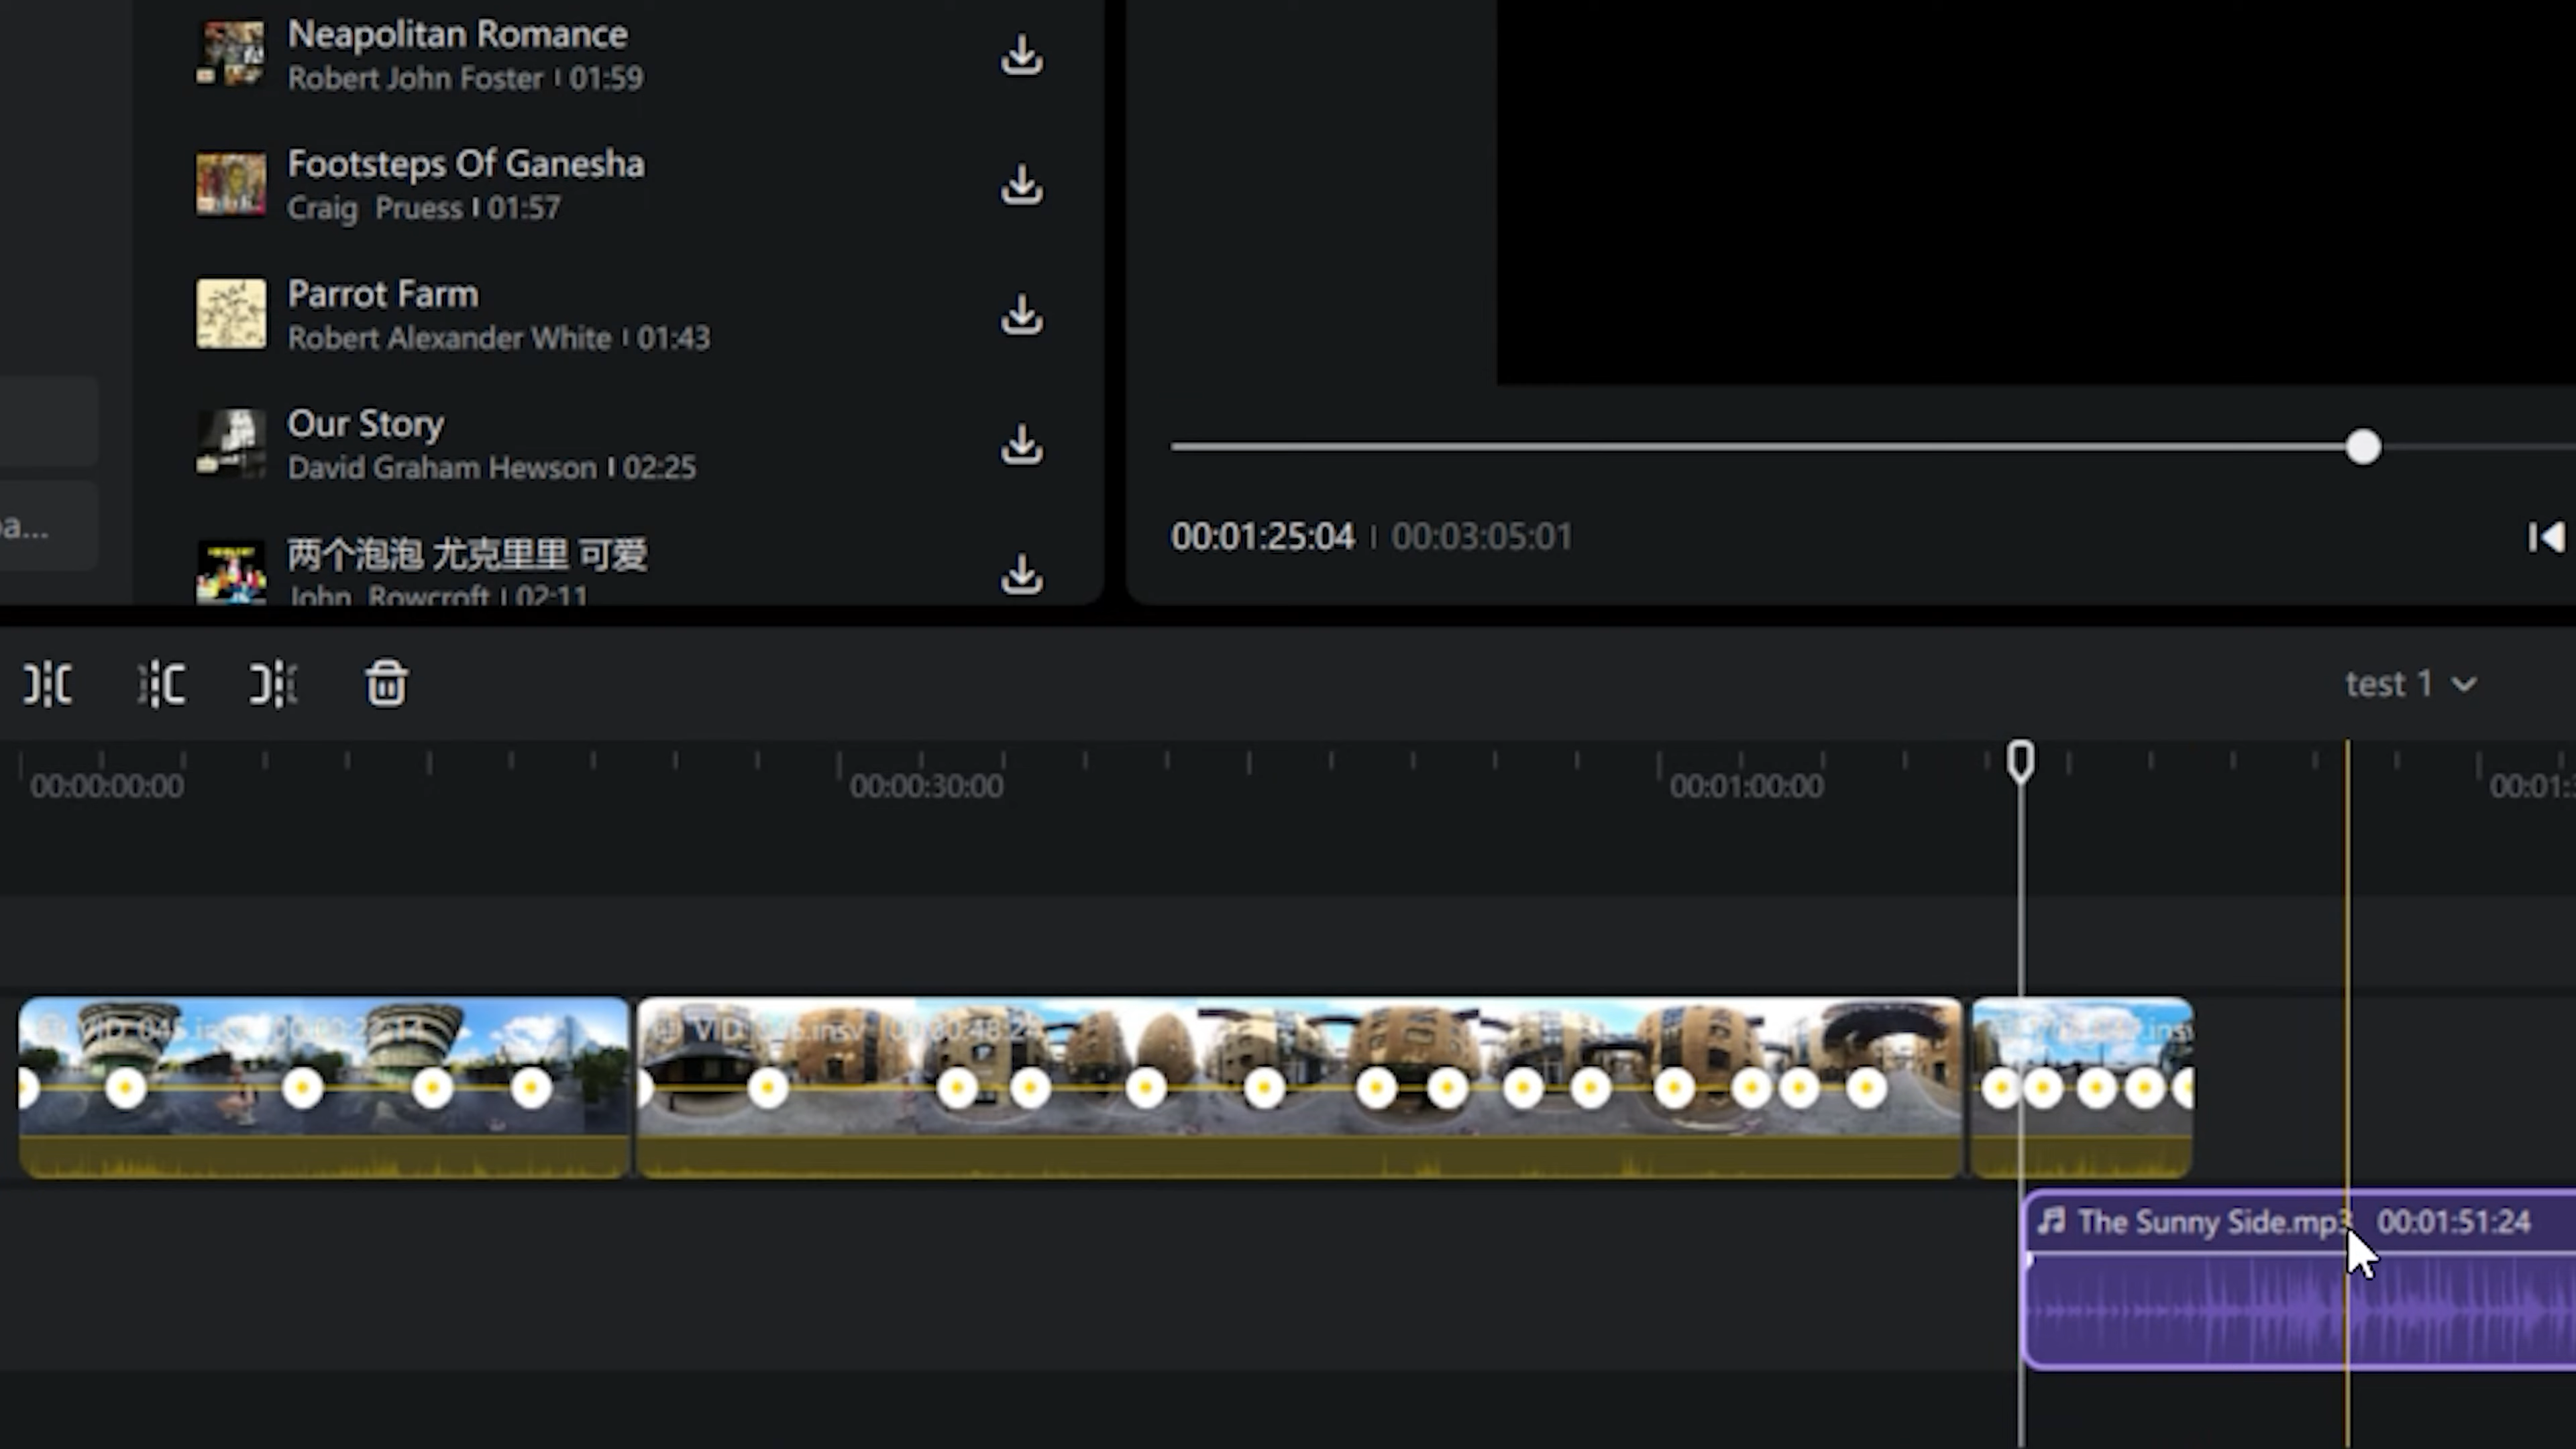 Neapolitan Romance
Robert John Foster | 01:59
Footsteps Of Ganesha
Craig Pruess | 01:57
Parrot Farm
Robert Alexander White | 01:43
Our Story
David Graham Hewson | 02:25
两个泡泡 尤克里里 可爱
John Rowcroft | 02:11
00:01:25:04 | 00:03:05:01
test 1
00:00:00:00
00:00:30:00
00:01:00:00
The Sunny Side.mp3 00:01:51:24